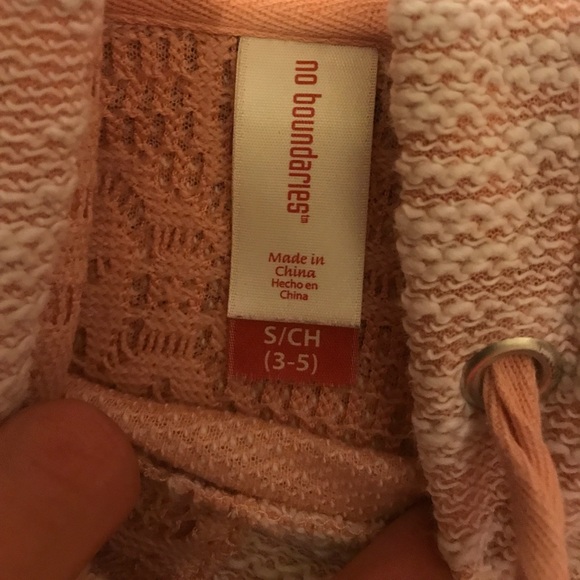 no boundaries™
Made in
China
Hecho en
China
S/CH
(3-5)